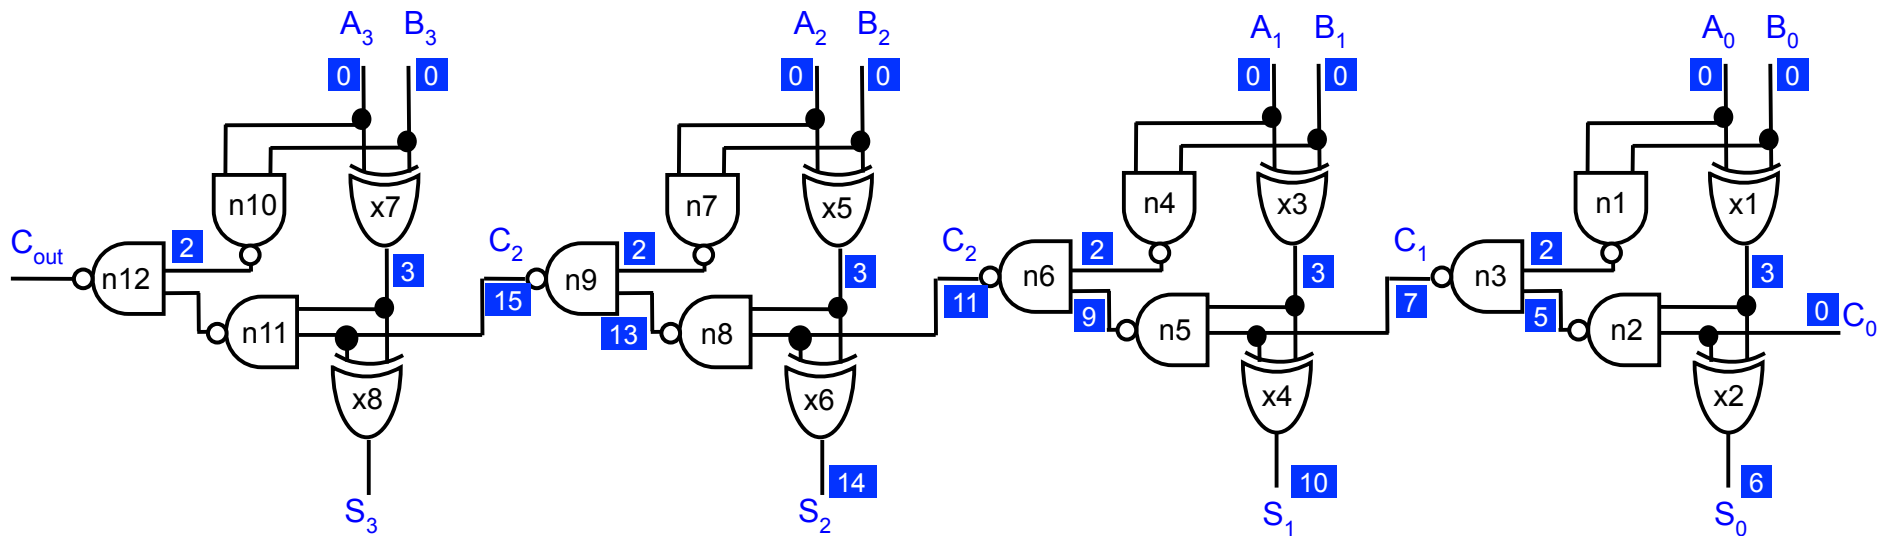 A3 B3 A2 B2 A1 B1 A0 B0
0 0 0 0 0 0 0 0
n10 x7 n7 x5 n4 x3 n1 x1
Cout 2 C2 2 C2 2 C1 2
3 3 3 3
n12 n9 n6 n3
15 11 7 0 C0
13 9 5
n11 n8 n5 n2
x8 x6 x4 x2
14 10 6
S3 S2 S1 S0